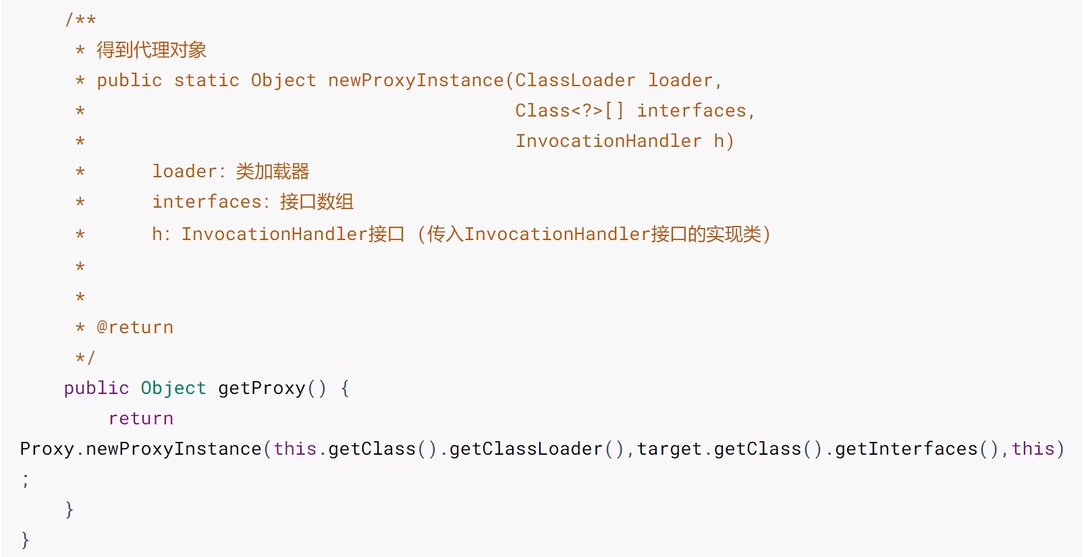 /**
 * 得到代理对象
 * public static Object newProxyInstance(ClassLoader loader,
 *                                       Class<?>[] interfaces,
 *                                       InvocationHandler h)
 *      loader：类加载器
 *      interfaces：接口数组
 *      h：InvocationHandler接口 (传入InvocationHandler接口的实现类)
 *
 *
 * @return
 */
public Object getProxy() {
    return
Proxy.newProxyInstance(this.getClass().getClassLoader(),target.getClass().getInterfaces(),this)
;
    }
}